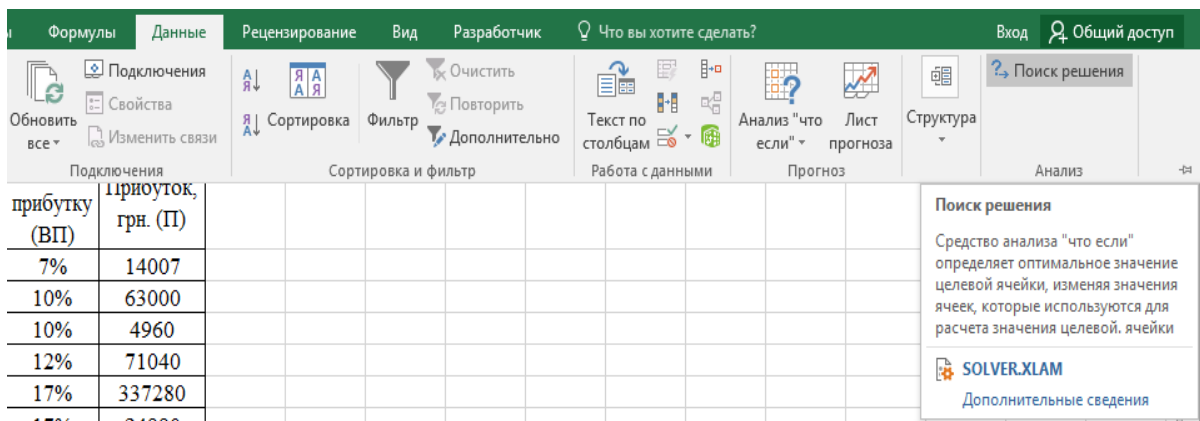 Формулы Данные Рецензирование Вид Разработчик Что вы хотите сделать? Вход Общий доступ
Обновить все
Подключения
Свойства
Изменить связи
Подключения
Сортировка
Фильтр
Очистить
Повторить
Дополнительно
Сортировка и фильтр
Текст по столбцам
Работа с данными
Анализ "что если"
Лист прогноза
Прогноз
Структура
Поиск решения
Анализ
прибутку Прибуток,
(ВП) грн. (П)
7% 14007
10% 63000
10% 4960
12% 71040
17% 337280
Поиск решения
Средство анализа "что если"
определяет оптимальное значение
целевой ячейки, изменяя значения
ячеек, которые используются для
расчета значения целевой. ячейки
SOLVER.XLAM
Дополнительные сведения